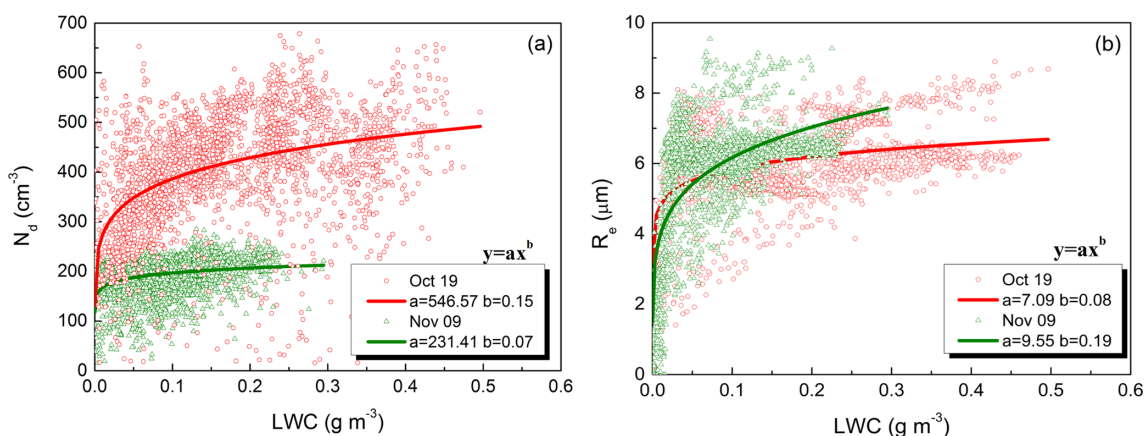 700
600
500
400
300
200
100
0
N_d (cm⁻³)
(a)
y=ax^b
Oct 19
a=546.57 b=0.15
Nov 09
a=231.41 b=0.07
0.0 0.1 0.2 0.3 0.4 0.5 0.6
LWC (g m⁻³)
10
8
6
4
2
0
R_e (μm)
(b)
y=ax^b
Oct 19
a=7.09 b=0.08
Nov 09
a=9.55 b=0.19
0.0 0.1 0.2 0.3 0.4 0.5 0.6
LWC (g m⁻³)